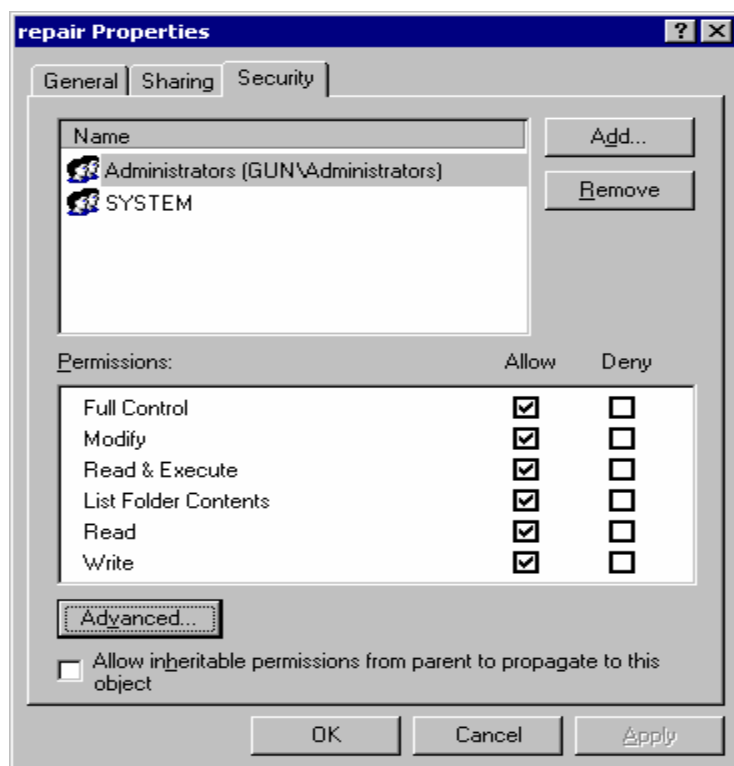 repair Properties
General Sharing Security
Name
Add...
Administrators (GUN\Administrators)
SYSTEM
Remove
Permissions: Allow Deny
Full Control
Modify
Read & Execute
List Folder Contents
Read
Write
Advanced...
Allow inheritable permissions from parent to propagate to this
object
OK Cancel Apply